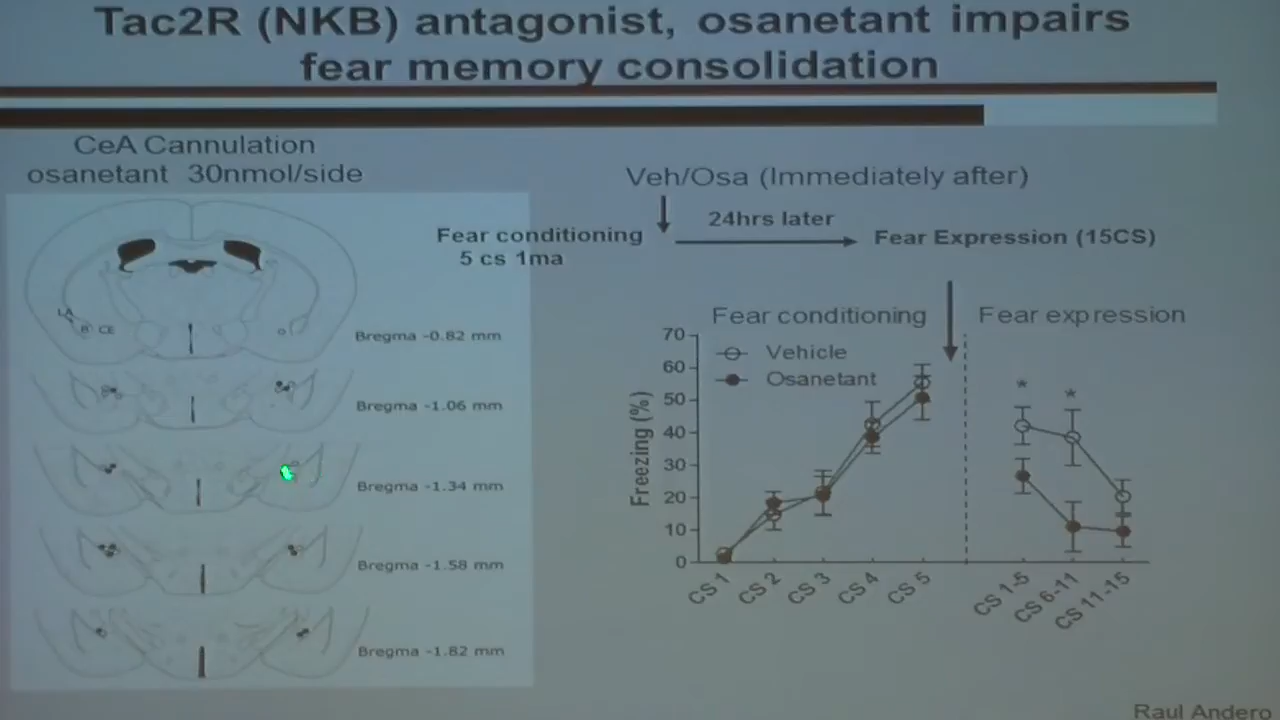 Tac2R (NKB) antagonist, osanetant impairs
fear memory consolidation
CeA Cannulation
osanetant 30nmol/side
LA
B CE
Bregma -0.82 mm
Bregma -1.06 mm
Bregma -1.34 mm
Bregma -1.58 mm
Bregma -1.82 mm
Veh/Osa (Immediately after)
24hrs later
Fear conditioning
5 cs 1ma
Fear Expression (15CS)
Fear conditioning
Fear expression
Vehicle
Osanetant
Freezing (%)
70
60
50
40
30
20
10
0
*
*
CS 1
CS 2
CS 3
CS 4
CS 5
CS 1-5
CS 6-11
CS 11-15
Raul Andero